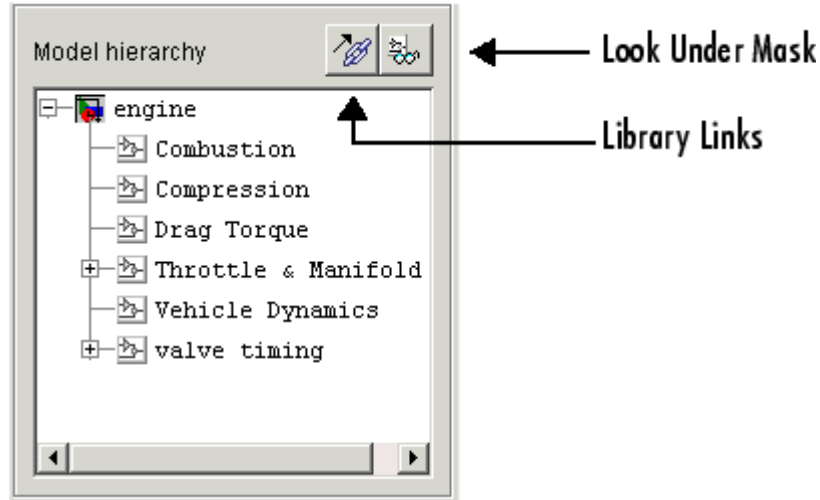 Model hierarchy
Look Under Mask
engine
Library Links
Combustion
Compression
Drag Torque
Throttle & Manifold
Vehicle Dynamics
valve timing